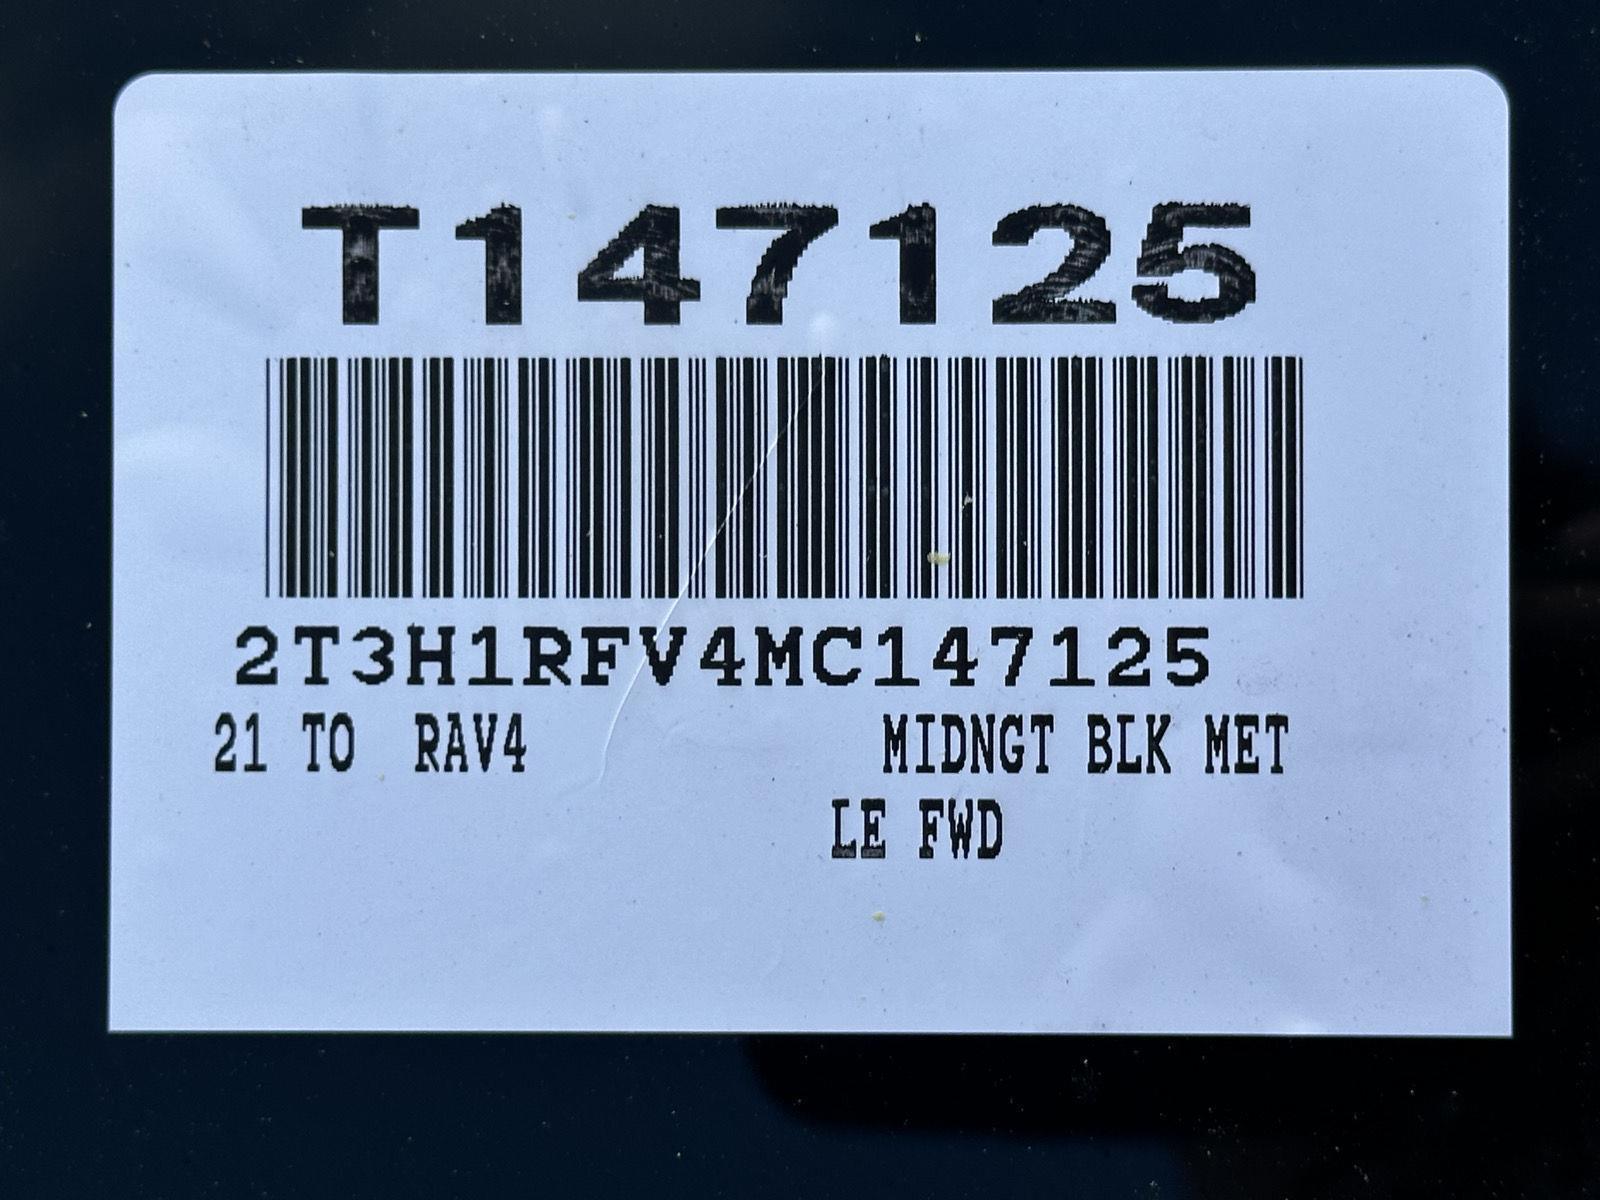 T147125
2T3H1RFV4MC147125
21 TO RAV4 MIDNGT BLK MET
LE FWD